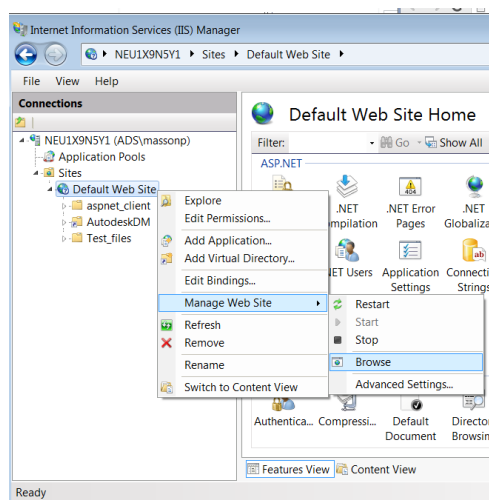 Internet Information Services (IIS) Manager
NEU1X9N5Y1 Sites Default Web Site
File View Help
Connections
NEU1X9N5Y1 (ADS\massonp)
Application Pools
Sites
Default Web Site
aspnet_client
AutodeskDM
Test_files
Default Web Site Home
Filter: Go Show All
ASP.NET
.NET .NET Error .NET
mpilation Pages Globaliza
ET Users Application Connecti
Settings Strings
Explore
Edit Permissions...
Add Application...
Add Virtual Directory...
Edit Bindings...
Manage Web Site
Refresh
Remove
Rename
Switch to Content View
Restart
Start
Stop
Browse
Advanced Settings...
Authentica... Compressi... Default Director
Document Browsin
Features View Content View
Ready